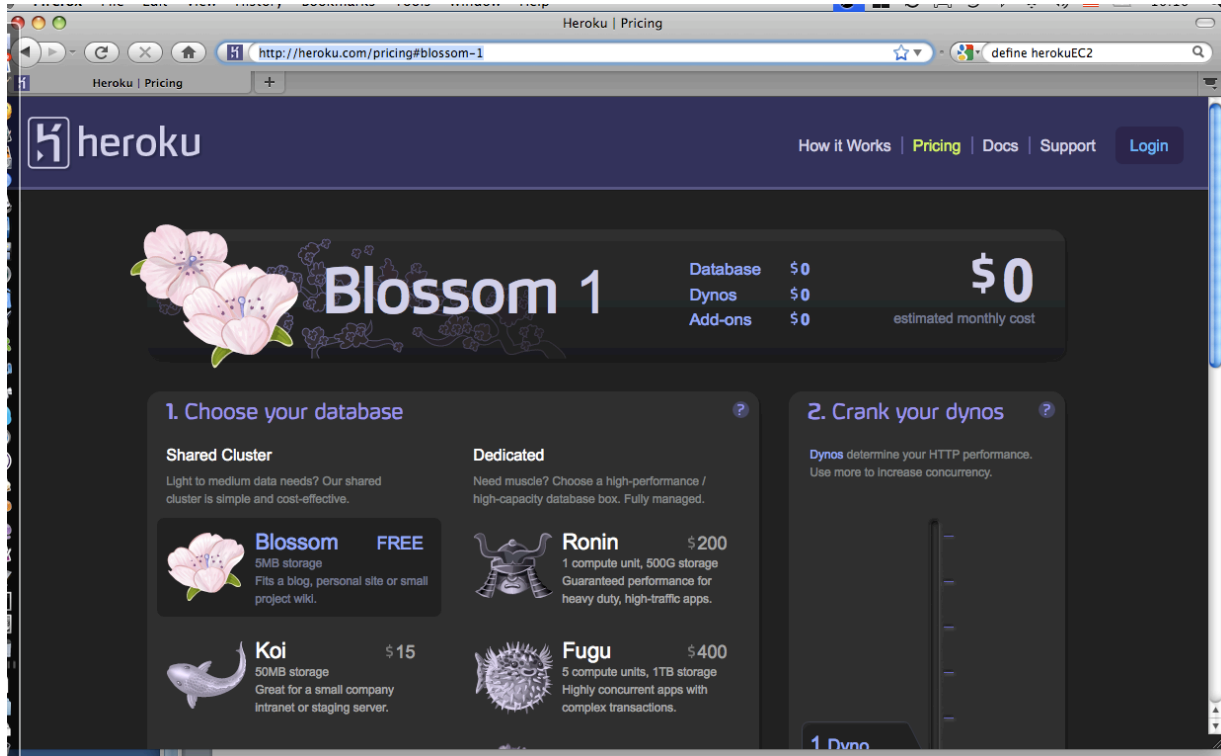 Heroku | Pricing
http://heroku.com/pricing#blossom-1
define herokuEC2
Heroku | Pricing
+
heroku
How it Works | Pricing | Docs | Support
Login
Blossom 1
Database $0
Dynos $0
Add-ons $0
$0
estimated monthly cost
1. Choose your database
?
Shared Cluster
Light to medium data needs? Our shared
cluster is simple and cost-effective.
Blossom FREE
5MB storage
Fits a blog, personal site or small
project wiki.
Koi $15
50MB storage
Great for a small company
intranet or staging server.
Dedicated
Need muscle? Choose a high-performance /
high-capacity database box. Fully managed.
Ronin $200
1 compute unit, 500G storage
Guaranteed performance for
heavy duty, high-traffic apps.
Fugu $400
5 compute units, 1TB storage
Highly concurrent apps with
complex transactions.
2. Crank your dynos
?
Dynos determine your HTTP performance.
Use more to increase concurrency.
1 Dyno